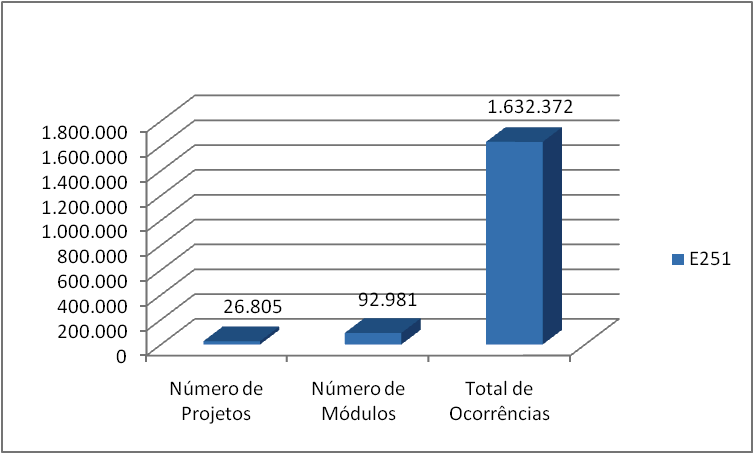 1.632.372
1.800.000
1.600.000
1.400.000
1.200.000
1.000.000
800.000
600.000
400.000
200.000
0
26.805
92.981
E251
Número de
Projetos
Número de
Módulos
Total de
Ocorrências